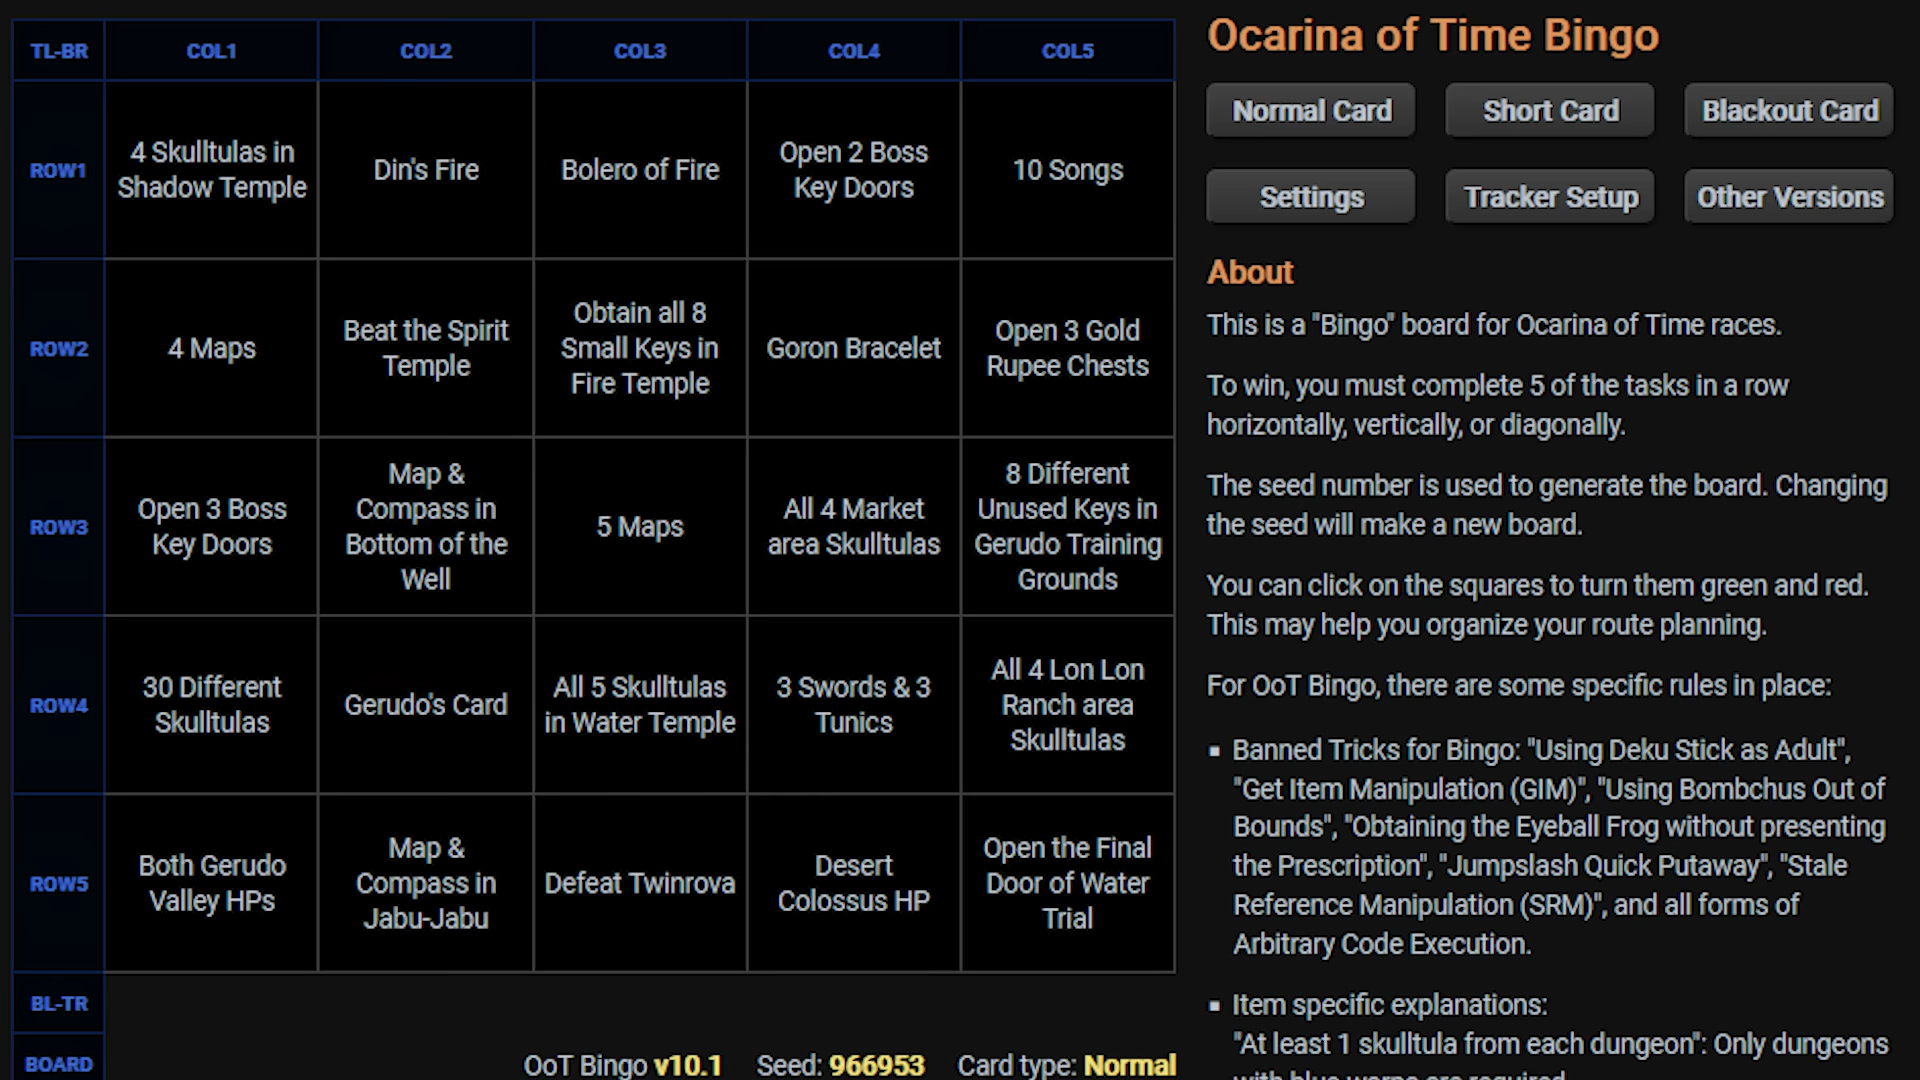 TL-BR
COL1
COL2
COL3
COL4
COL5
ROW1
4 Skulltulas in
Shadow Temple
Din's Fire
Bolero of Fire
Open 2 Boss
Key Doors
10 Songs
ROW2
4 Maps
Beat the Spirit
Temple
Obtain all 8
Small Keys in
Fire Temple
Goron Bracelet
Open 3 Gold
Rupee Chests
ROW3
Open 3 Boss
Key Doors
Map &
Compass in
Bottom of the
Well
5 Maps
All 4 Market
area Skulltulas
8 Different
Unused Keys in
Gerudo Training
Grounds
ROW4
30 Different
Skulltulas
Gerudo's Card
All 5 Skulltulas
in Water Temple
3 Swords & 3
Tunics
All 4 Lon Lon
Ranch area
Skulltulas
ROW5
Both Gerudo
Valley HPs
Map &
Compass in
Jabu-Jabu
Defeat Twinrova
Desert
Colossus HP
Open the Final
Door of Water
Trial
BL-TR
BOARD
OoT Bingo v10.1 Seed: 966953 Card type: Normal
Ocarina of Time Bingo
Normal Card
Short Card
Blackout Card
Settings
Tracker Setup
Other Versions
About
This is a "Bingo" board for Ocarina of Time races.
To win, you must complete 5 of the tasks in a row
horizontally, vertically, or diagonally.
The seed number is used to generate the board. Changing
the seed will make a new board.
You can click on the squares to turn them green and red.
This may help you organize your route planning.
For OoT Bingo, there are some specific rules in place:
▪ Banned Tricks for Bingo: "Using Deku Stick as Adult",
"Get Item Manipulation (GIM)", "Using Bombchus Out of
Bounds", "Obtaining the Eyeball Frog without presenting
the Prescription", "Jumpslash Quick Putaway", "Stale
Reference Manipulation (SRM)", and all forms of
Arbitrary Code Execution.
▪ Item specific explanations:
"At least 1 skulltula from each dungeon": Only dungeons
with blue warps are required